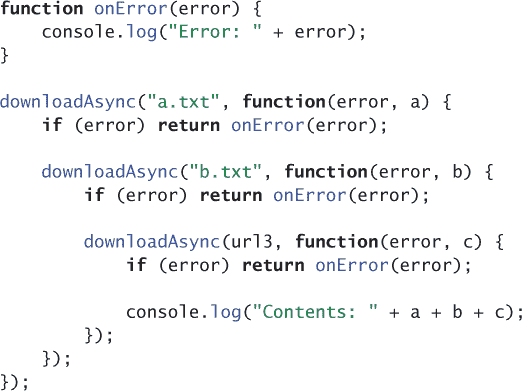 function onError(error) {
    console.log("Error: " + error);
}

downloadAsync("a.txt", function(error, a) {
    if (error) return onError(error);

    downloadAsync("b.txt", function(error, b) {
        if (error) return onError(error);

        downloadAsync(url3, function(error, c) {
            if (error) return onError(error);

            console.log("Contents: " + a + b + c);
        });
    });
});